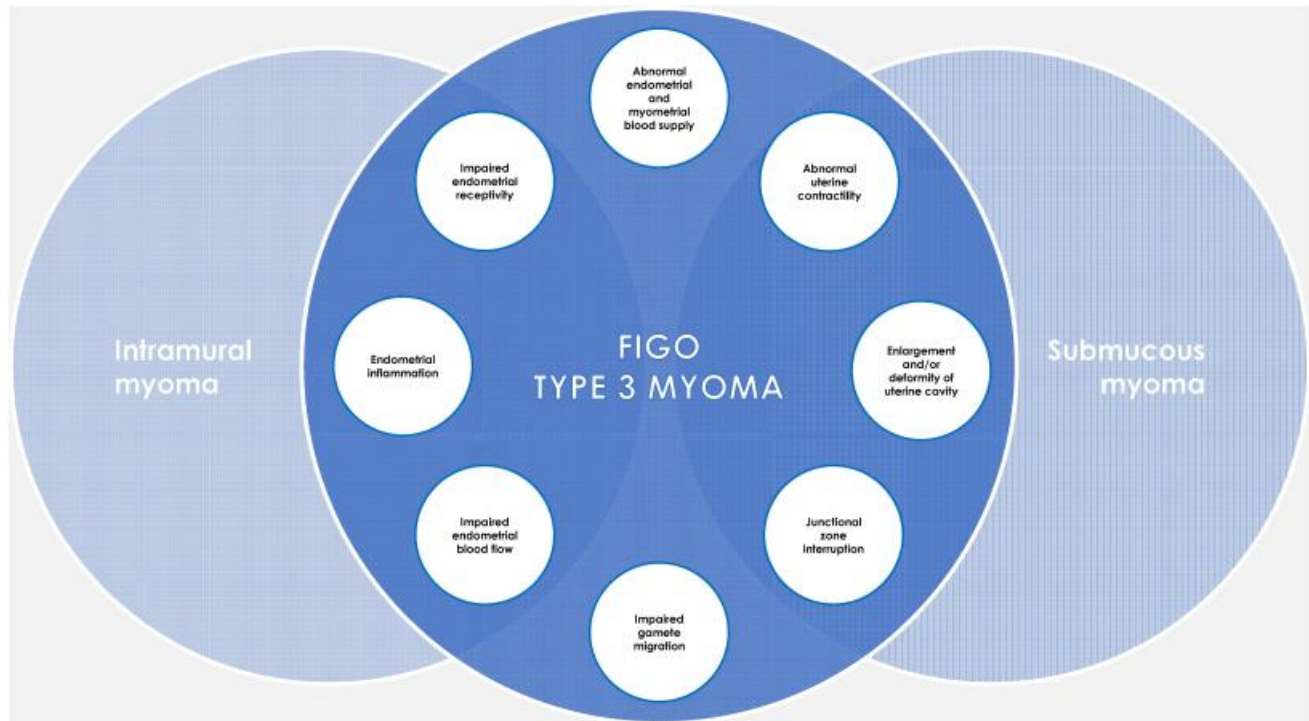 Abnormal
endometrial
and
myometrial
blood supply
Impaired
endometrial
receptivity
Abnormal
uterine
contractility
Intramural
myoma
Endometrial
inflammation
FIGO
TYPE 3 MYOMA
Enlargement
and/or
deformity of
uterine cavity
Submucous
myoma
Impaired
endometrial
blood flow
Junctional
zone
interruption
Impaired
gamete
migration